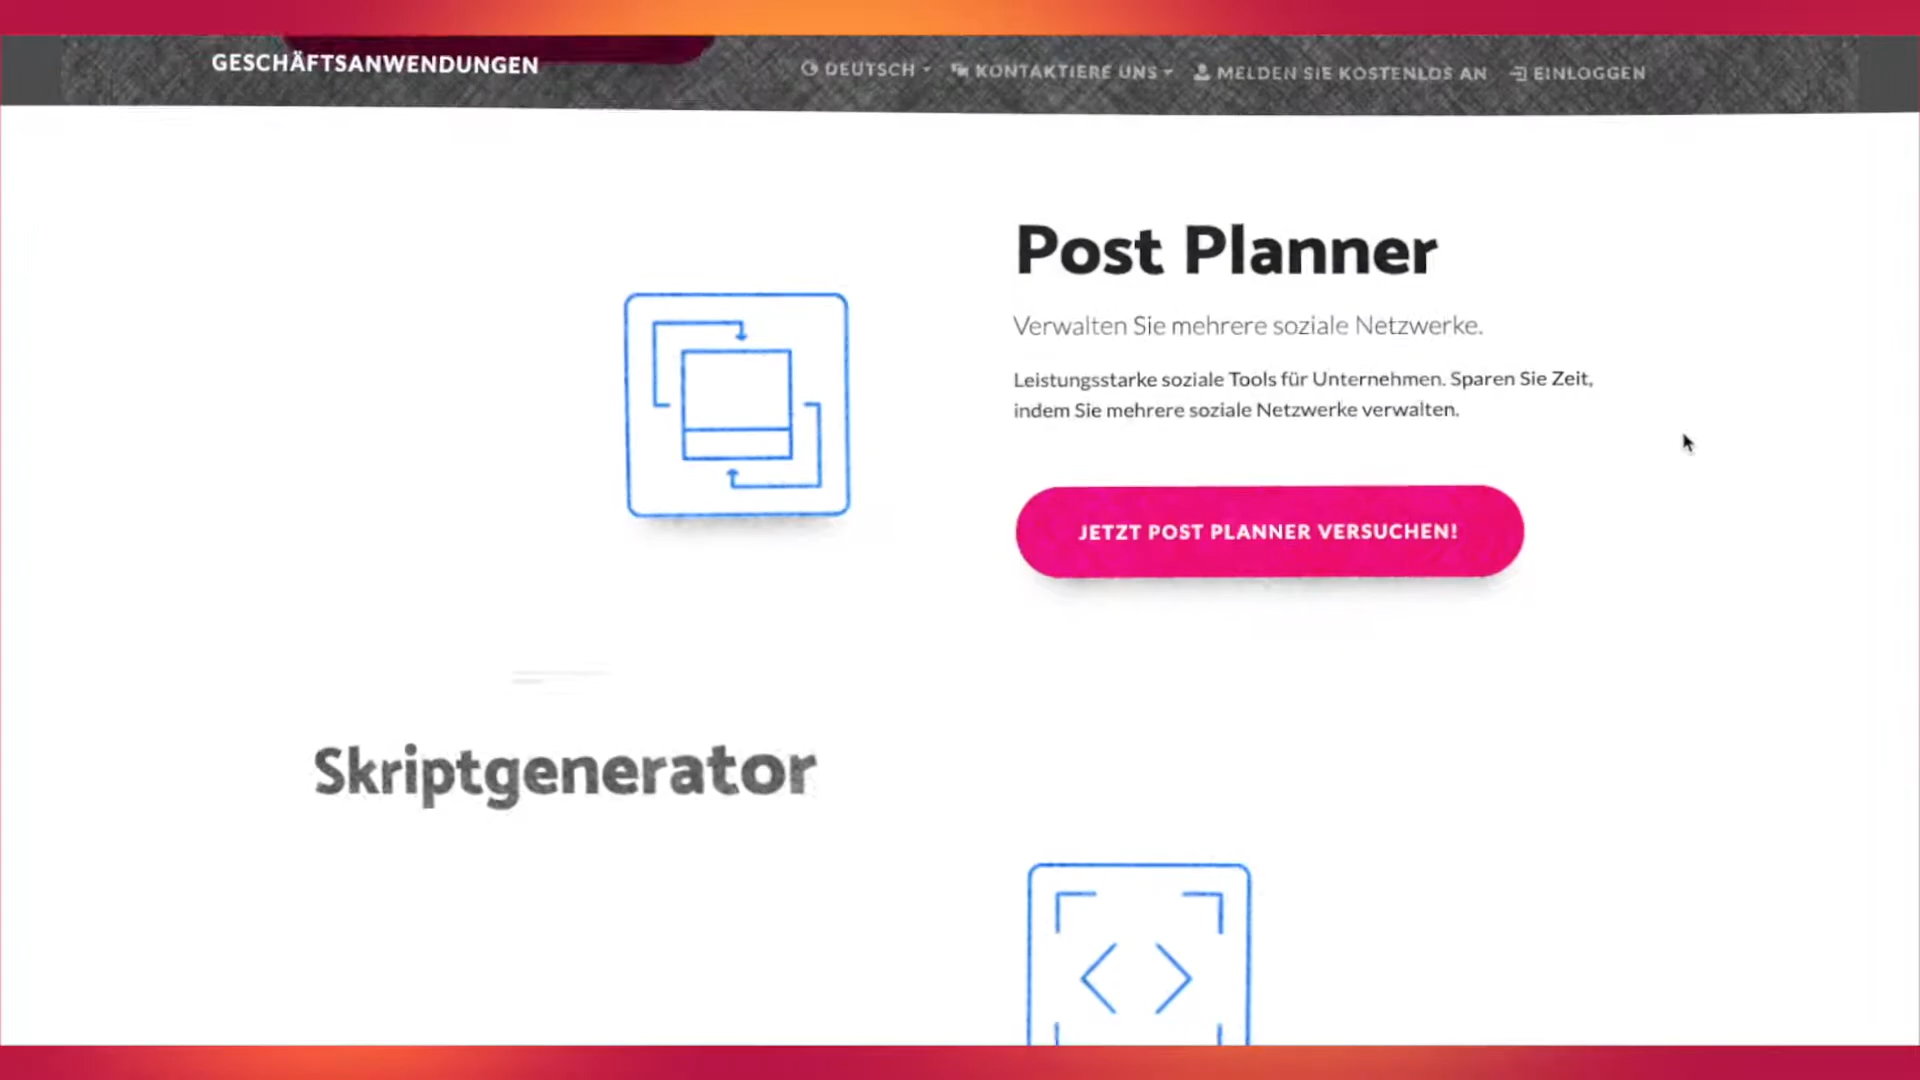 GESCHÄFTSANWENDUNGEN
DEUTSCH
KONTAKTIERE UNS
MELDEN SIE KOSTENLOS AN
EINLOGGEN
Post Planner
Verwalten Sie mehrere soziale Netzwerke.
Leistungsstarke soziale Tools für Unternehmen. Sparen Sie Zeit,
indem Sie mehrere soziale Netzwerke verwalten.
JETZT POST PLANNER VERSUCHEN!
Skriptgenerator